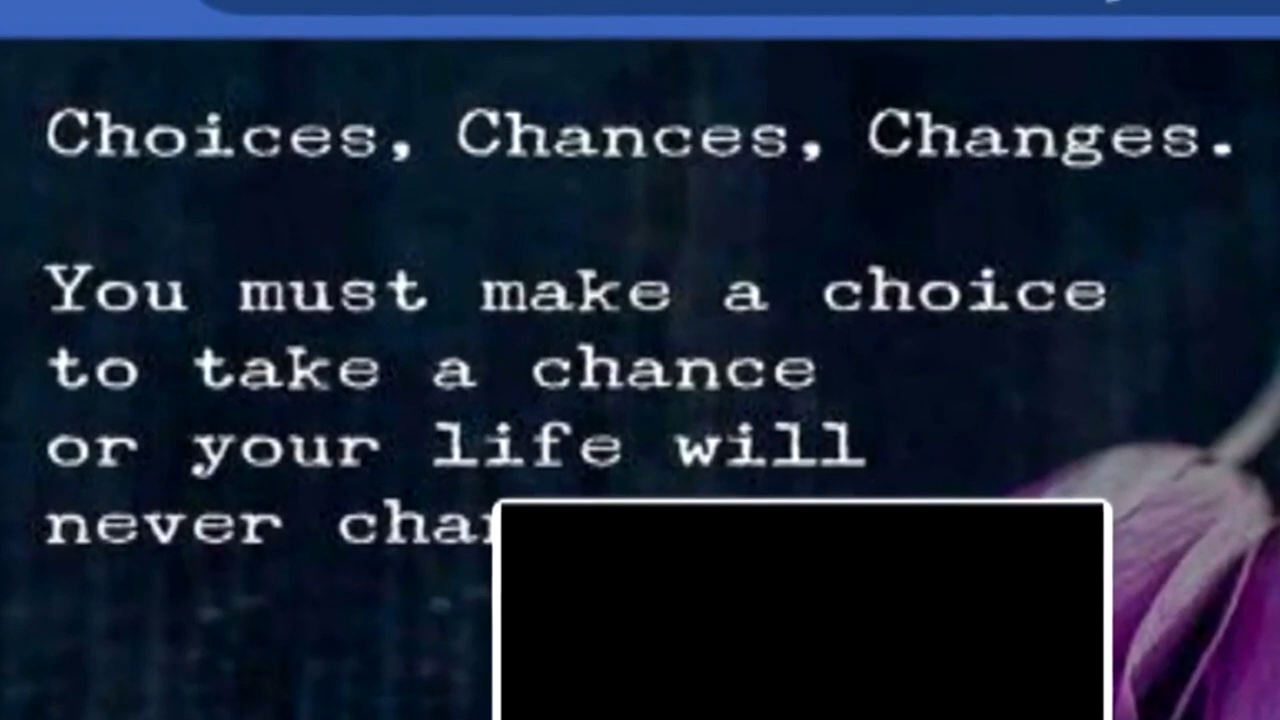 Choices, Chances, Changes.
You must make a choice
to take a chance
or your life will
never